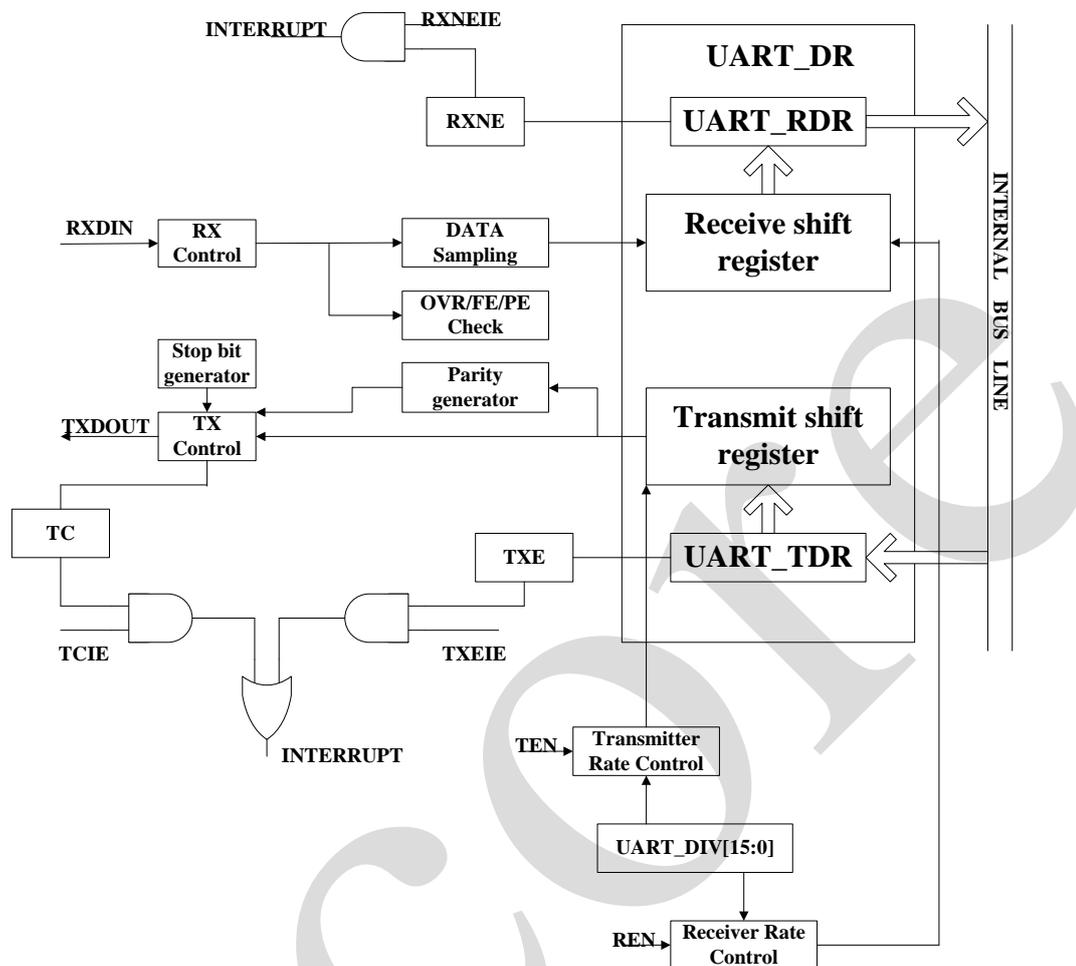 RXNEIE
INTERRUPT
UART_DR
RXNE
UART_RDR
INTERNAL BUS LINE
RXDIN
RX
Control
DATA
Sampling
Receive shift
register
OVR/FE/PE
Check
Stop bit
generator
Parity
generator
TXDOUT
TX
Control
Transmit shift
register
TC
TXE
UART_TDR
TCIE
TXEIE
INTERRUPT
TEN
Transmitter
Rate Control
UART_DIV[15:0]
REN
Receiver Rate
Control
core